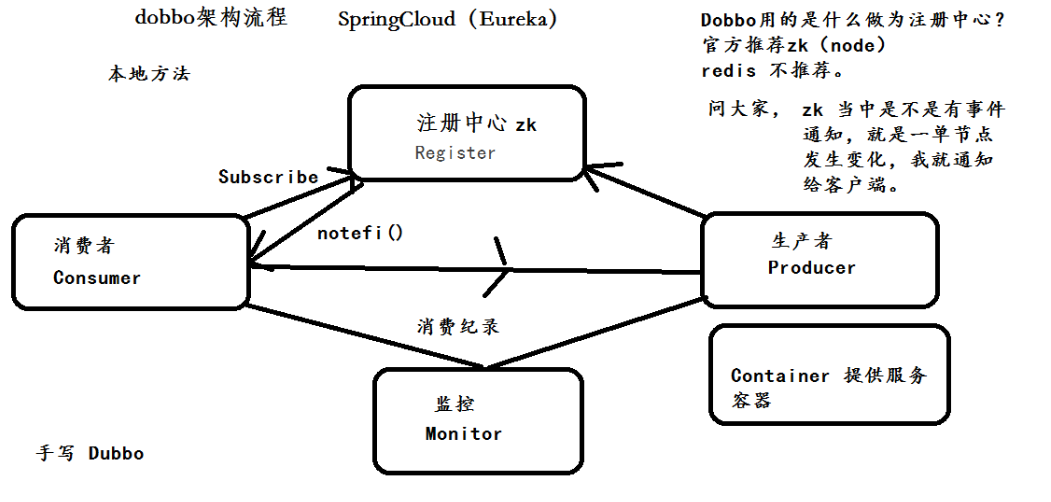 dobbo架构流程
SpringCloud（Eureka）
Dobbo用的是什么做为注册中心？
官方推荐zk（node）
redis 不推荐。
本地方法
问大家， zk 当中是不是有事件
通知，就是一单节点
发生变化，我就通知
给客户端。
注册中心 zk
Register
Subscribe
notefi()
消费者
Consumer
生产者
Producer
消费纪录
Container 提供服务
容器
监控
Monitor
手写 Dubbo